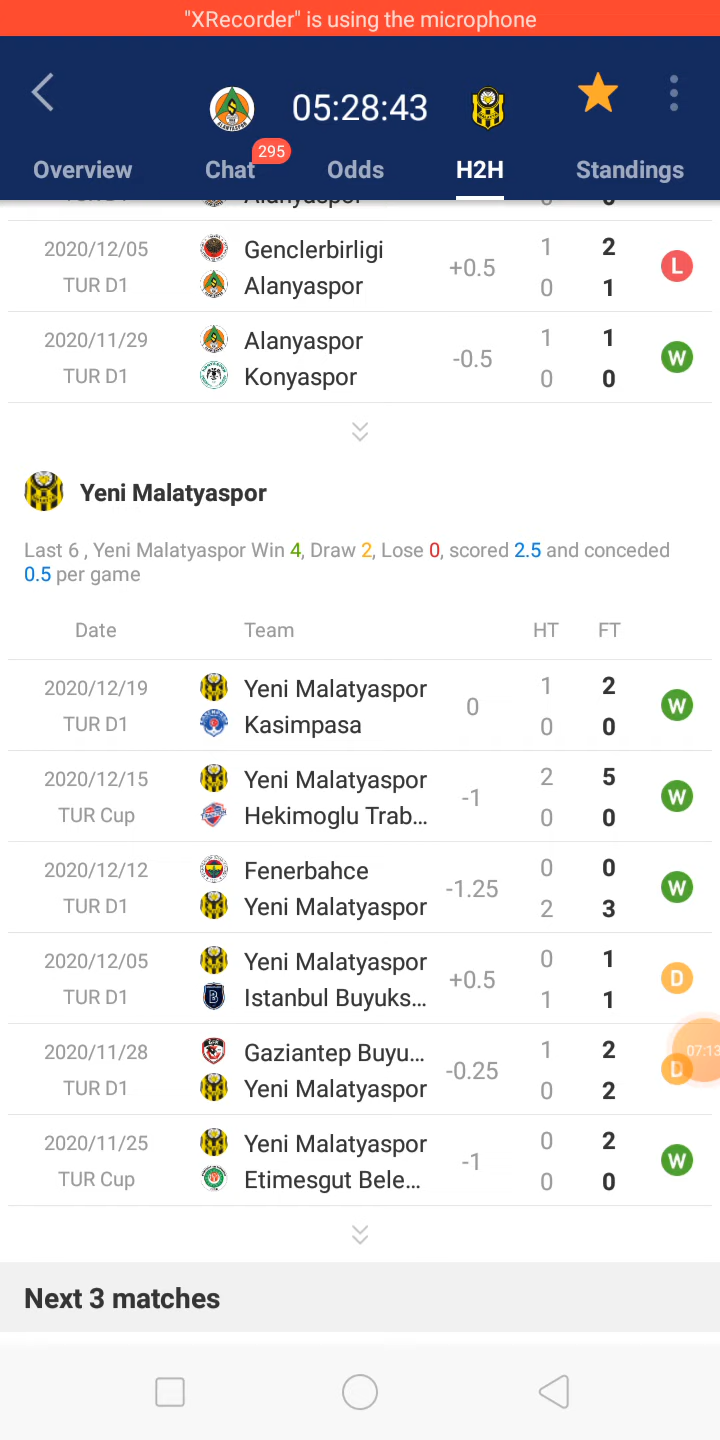 "XRecorder" is using the microphone
05:28:43
295
Overview Chat Odds H2H Standings
TUR D1 Alanyaspor 0 0
2020/12/05 Genclerbirligi 1 2
TUR D1 Alanyaspor +0.5 0 1 L
2020/11/29 Alanyaspor 1 1
TUR D1 Konyaspor -0.5 0 0 W
Yeni Malatyaspor
Last 6 , Yeni Malatyaspor Win 4, Draw 2, Lose 0, scored 2.5 and conceded
0.5 per game
Date Team HT FT
2020/12/19 Yeni Malatyaspor 1 2
TUR D1 Kasimpasa 0 0 0 W
2020/12/15 Yeni Malatyaspor 2 5
TUR Cup Hekimoglu Trab... -1 0 0 W
2020/12/12 Fenerbahce 0 0
TUR D1 Yeni Malatyaspor -1.25 2 3 W
2020/12/05 Yeni Malatyaspor 0 1
TUR D1 Istanbul Buyuks... +0.5 1 1 D
2020/11/28 Gaziantep Buyu... 1 2
TUR D1 Yeni Malatyaspor -0.25 0 2 D
07:13
2020/11/25 Yeni Malatyaspor 0 2
TUR Cup Etimesgut Bele... -1 0 0 W
Next 3 matches